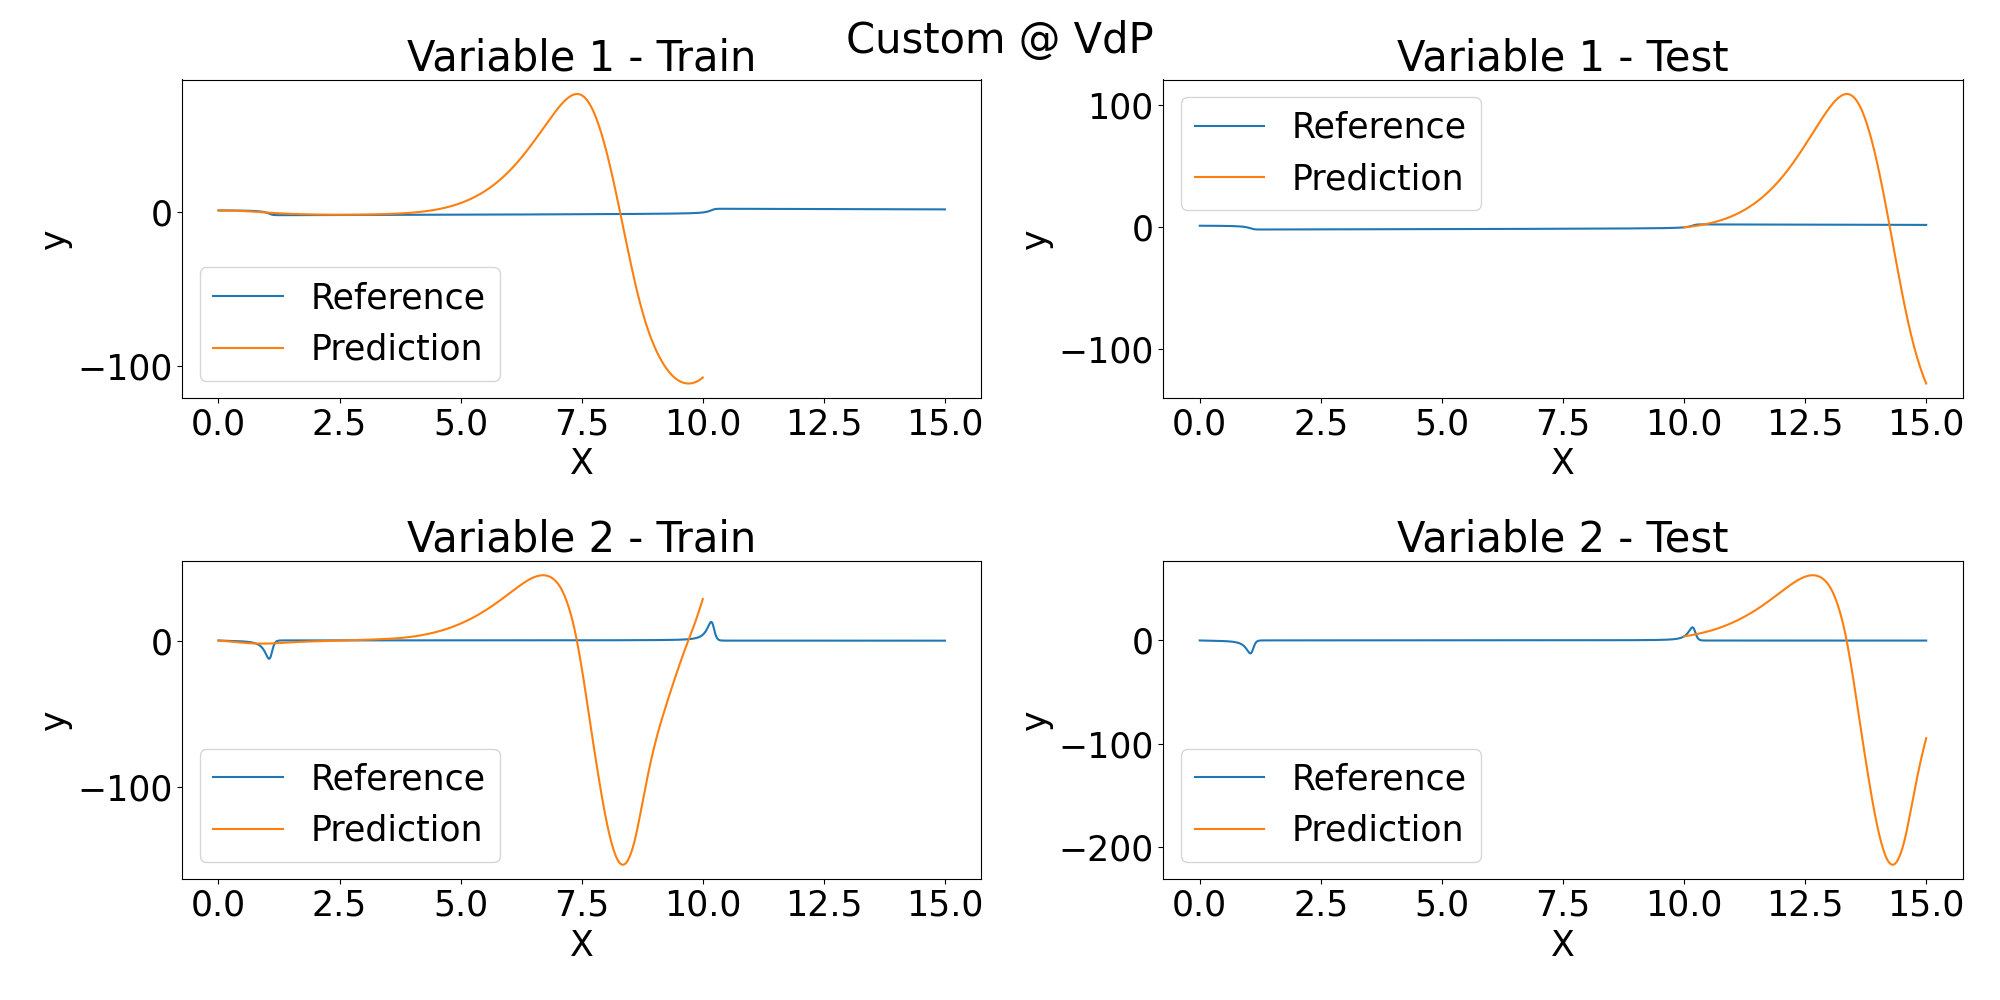 Custom @ VdP
Variable 1 - Train
0
−100
y
Reference
Prediction
0.0 2.5 5.0 7.5 10.0 12.5 15.0
X
Variable 1 - Test
100
0
−100
y
Reference
Prediction
0.0 2.5 5.0 7.5 10.0 12.5 15.0
X
Variable 2 - Train
0
−100
y
Reference
Prediction
0.0 2.5 5.0 7.5 10.0 12.5 15.0
X
Variable 2 - Test
0
−100
−200
y
Reference
Prediction
0.0 2.5 5.0 7.5 10.0 12.5 15.0
X